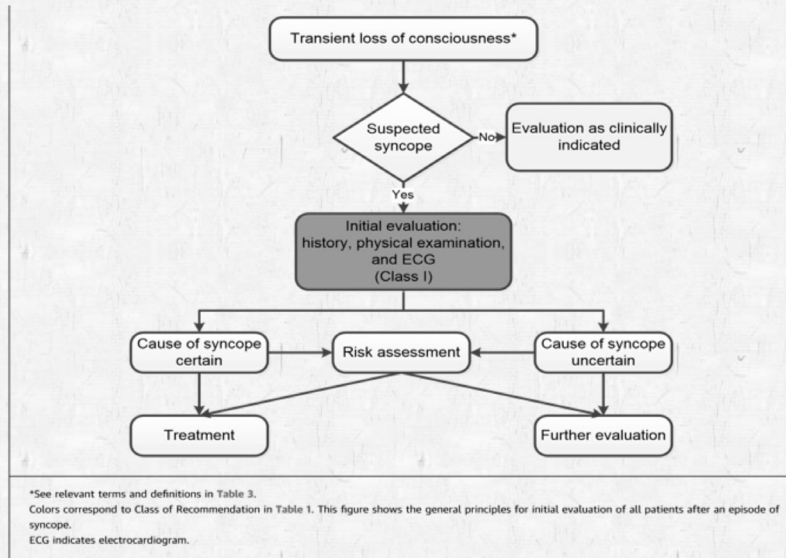 Transient loss of consciousness*
Suspected
syncope
No
Evaluation as clinically
indicated
Yes
Initial evaluation:
history, physical examination,
and ECG
(Class I)
Cause of syncope
certain
Risk assessment
Cause of syncope
uncertain
Treatment
Further evaluation
*See relevant terms and definitions in Table 3.
Colors correspond to Class of Recommendation in Table 1. This figure shows the general principles for initial evaluation of all patients after an episode of
syncope.
ECG indicates electrocardiogram.